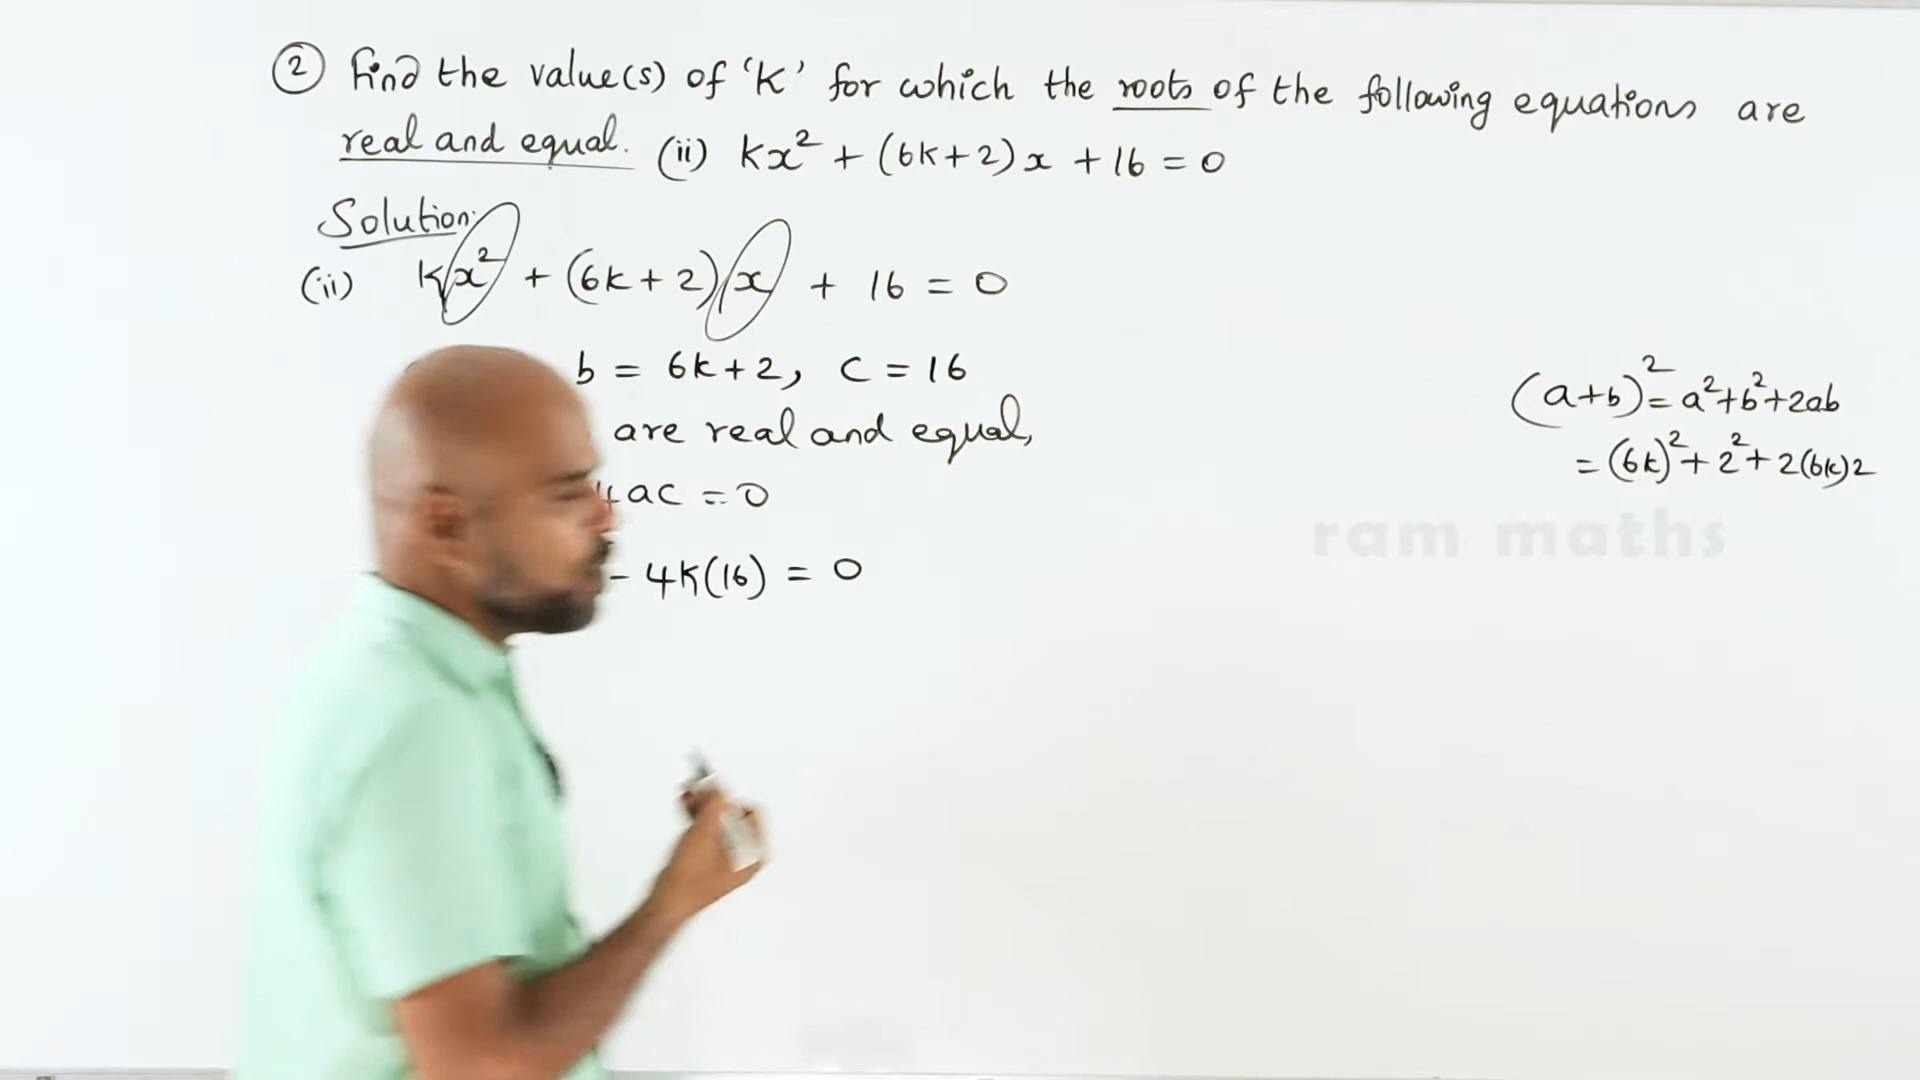 ② Find the value(s) of 'K' for which the roots of the following equations are
real and equal. (ii) Kx² + (6K+2)x + 16 = 0
Solution:
(ii) Kx² + (6k+2)x + 16 = 0
b = 6k+2, c = 16
are real and equal,
4ac = 0
- 4K(16) = 0
(a+b)² = a²+b²+2ab
= (6k)² + 2² + 2(6k)2
ram maths